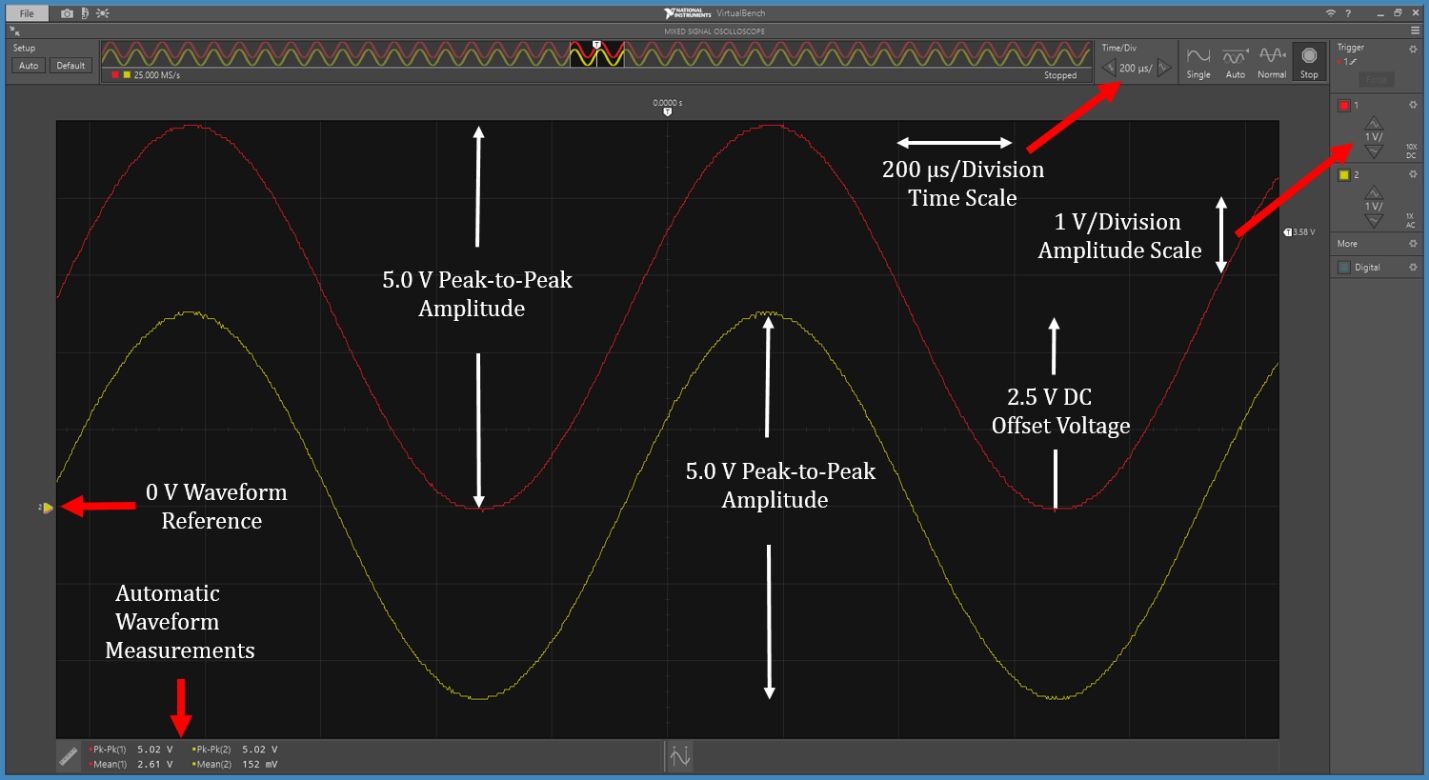 File
NATIONAL INSTRUMENTS VirtualBench
MIXED SIGNAL OSCILLOSCOPE
Setup
Auto Default
25.000 MS/s
Stopped
Time/Div
200 µs/
Single Auto Normal Stop
Trigger
1
0.0000 s
T
1
1 V/
10X
DC
2
1 V/
1X
AC
More
Digital
T 3.58 V
200 µs/Division
Time Scale
1 V/Division
Amplitude Scale
5.0 V Peak-to-Peak
Amplitude
2.5 V DC
Offset Voltage
5.0 V Peak-to-Peak
Amplitude
0 V Waveform
Reference
2
Automatic
Waveform
Measurements
Pk-Pk(1) 5.02 V Pk-Pk(2) 5.02 V
Mean(1) 2.61 V Mean(2) 152 mV